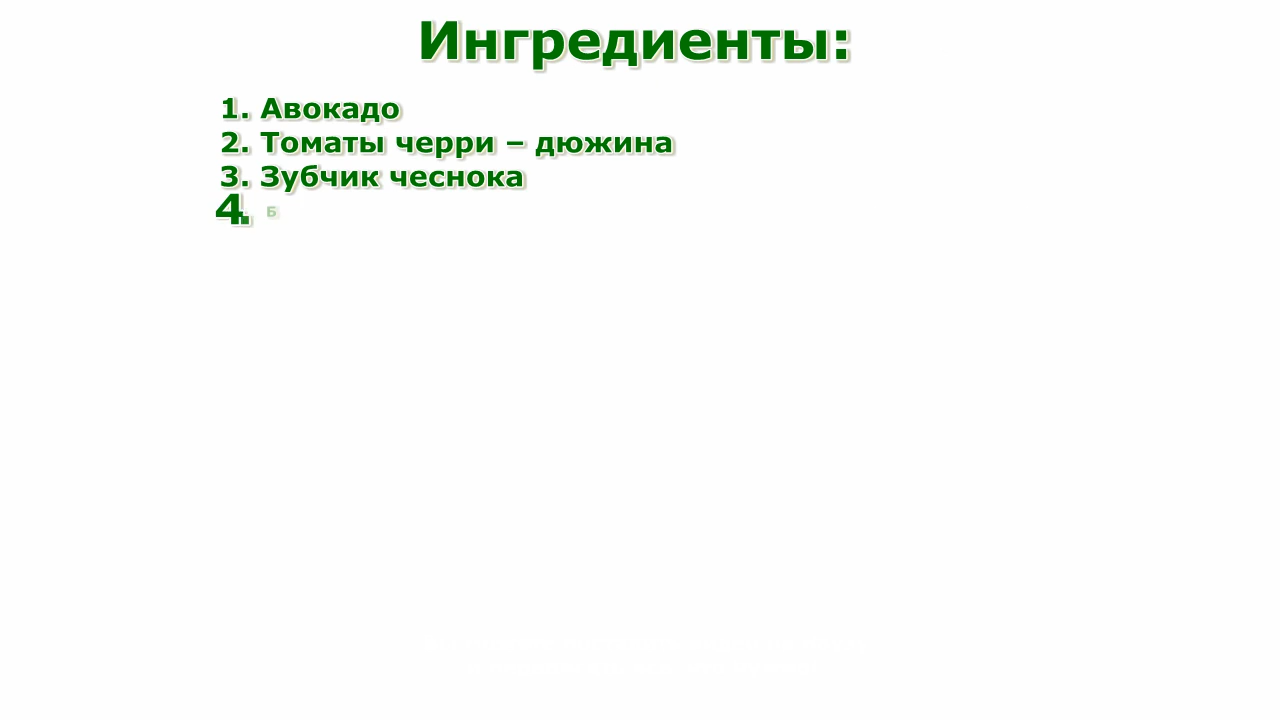 Ингредиенты:
1. Авокадо
2. Томаты черри – дюжина
3. Зубчик чеснока
4. Б